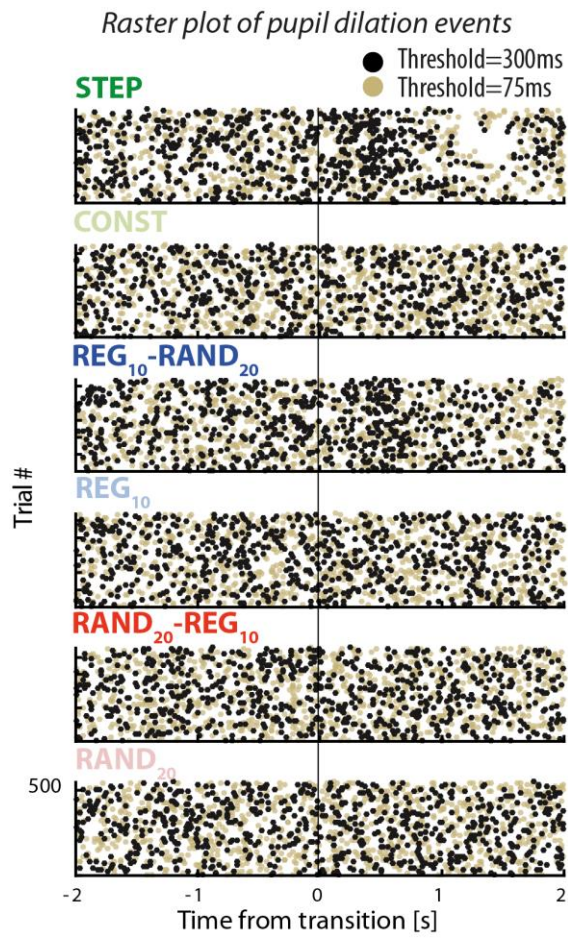 Raster plot of pupil dilation events
Threshold=300ms
Threshold=75ms
STEP
CONST
REG10-RAND20
REG10
RAND20-REG10
RAND20
Trial #
500
-2 -1 0 1 2
Time from transition [s]